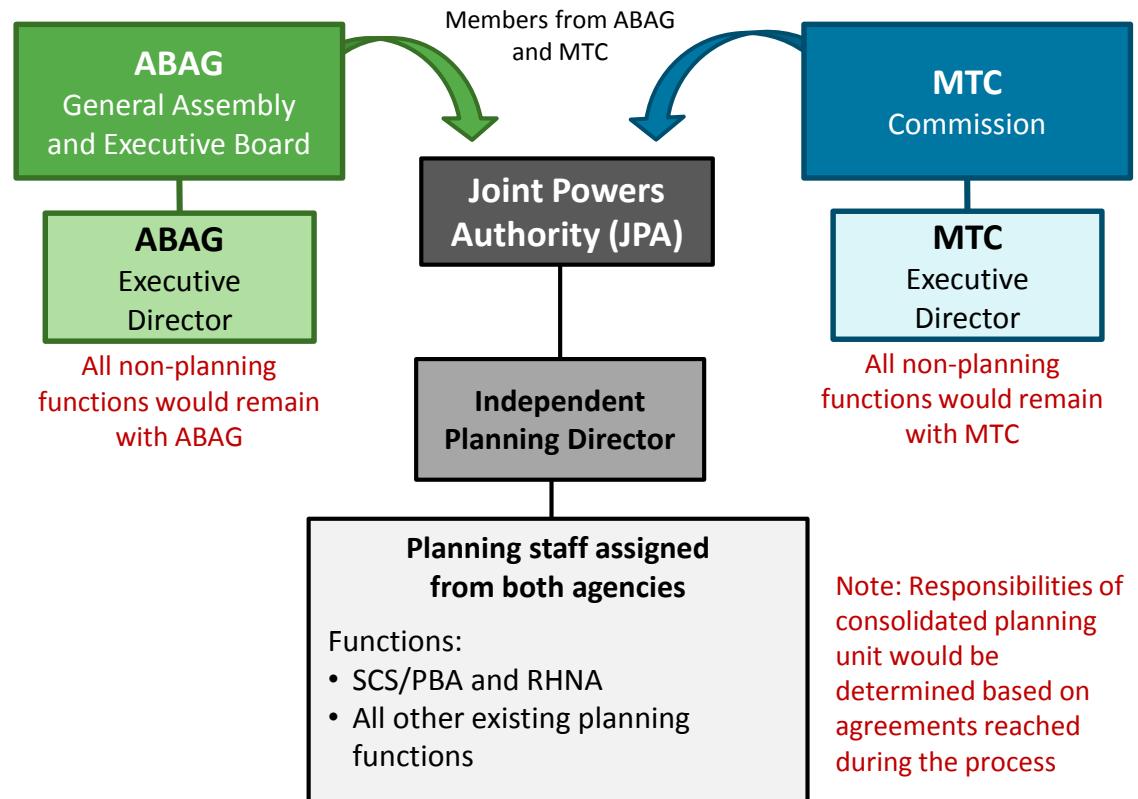 Members from ABAG
and MTC
ABAG
General Assembly
and Executive Board
MTC
Commission
Joint Powers
Authority (JPA)
ABAG
Executive
Director
MTC
Executive
Director
All non-planning
functions would remain
with ABAG
All non-planning
functions would remain
with MTC
Independent
Planning Director
Planning staff assigned
from both agencies
Functions:
• SCS/PBA and RHNA
• All other existing planning
functions
Note: Responsibilities of
consolidated planning
unit would be
determined based on
agreements reached
during the process